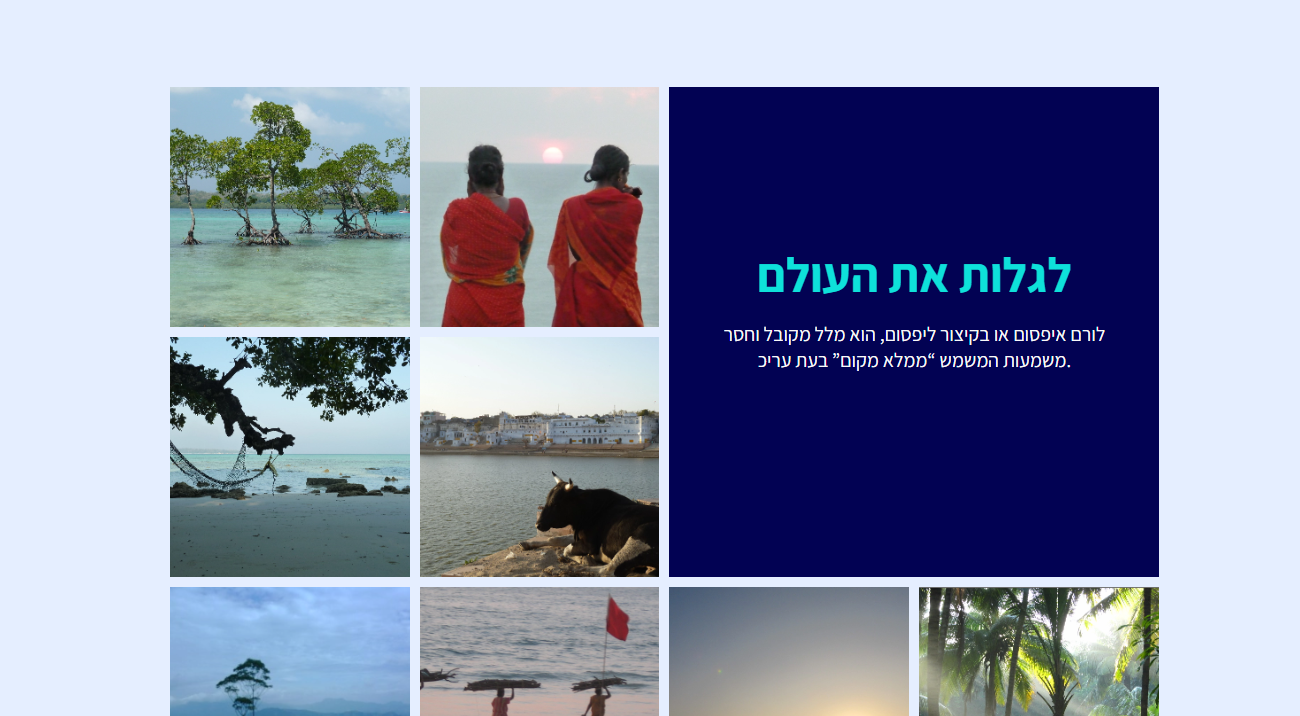 לגלות את העולם
לורם איפסום או בקיצור ליפסום, הוא מלל מקובל וחסר
.משמעות המשמש “ממלא מקום” בעת עריכ